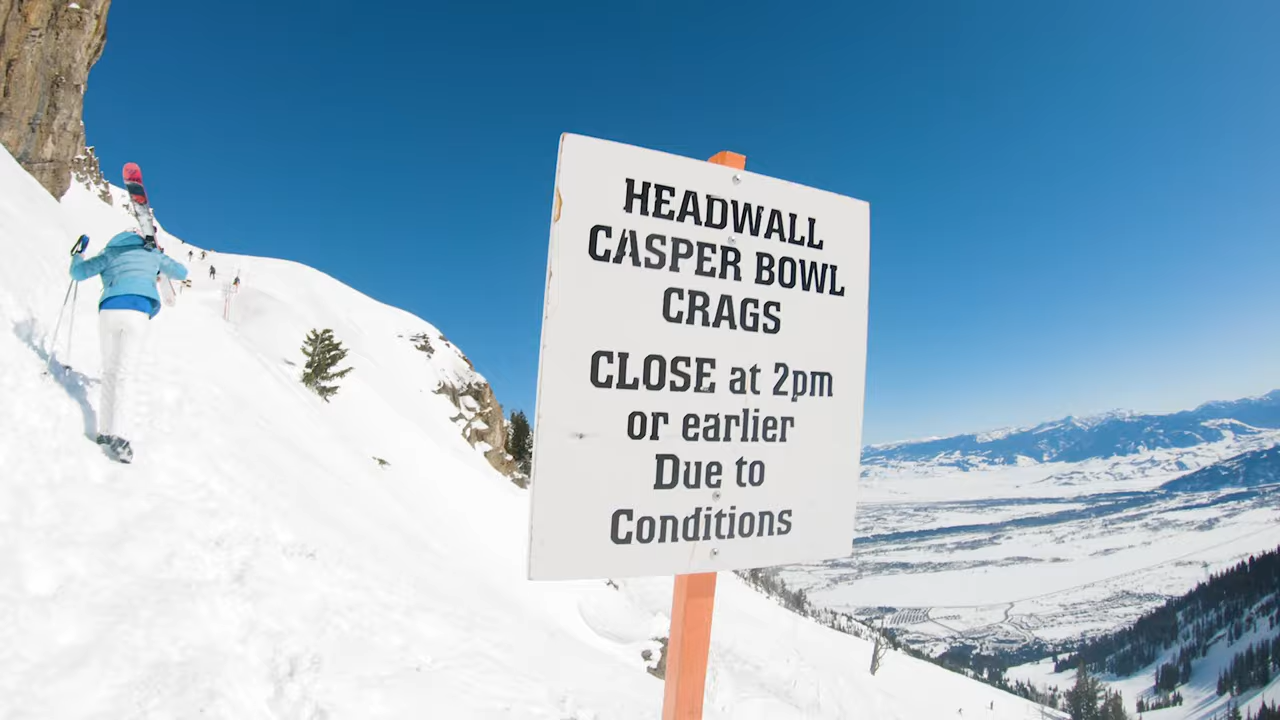 HEADWALL
CASPER BOWL
CRAGS
CLOSE at 2pm
or earlier
Due to
Conditions